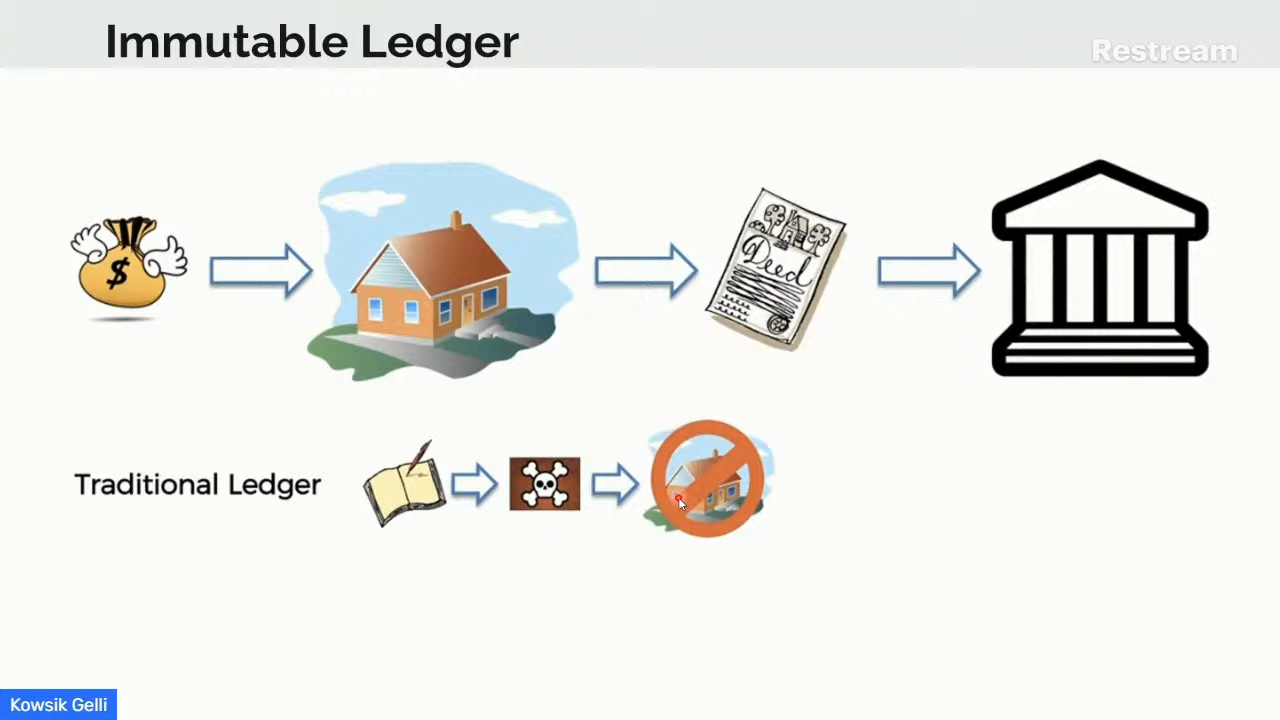 Immutable Ledger
Restream
$
Deed
Traditional Ledger
Kowsik Gelli